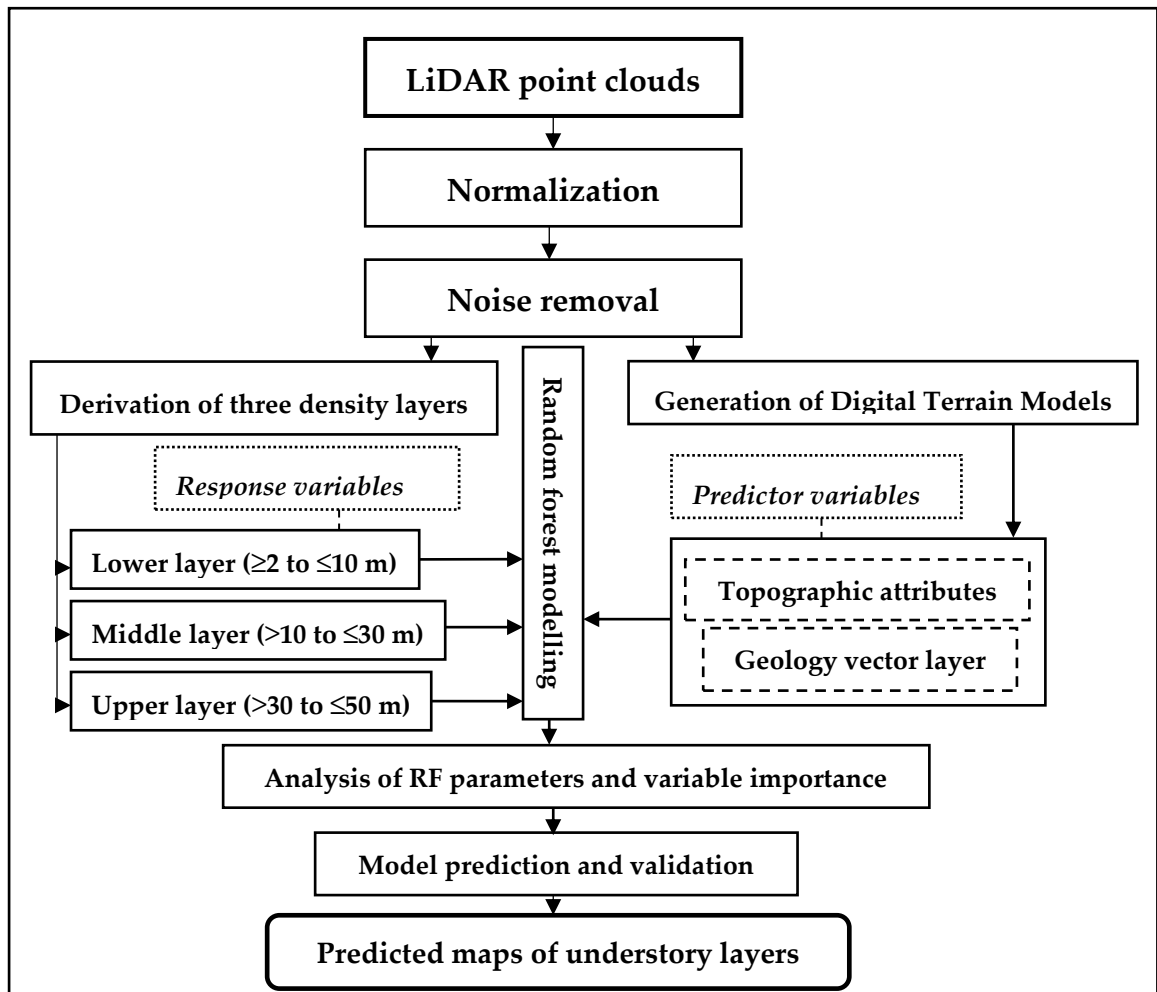 LiDAR point clouds
Normalization
Noise removal
Derivation of three density layers
Response variables
Lower layer (≥2 to ≤10 m)
Middle layer (>10 to ≤30 m)
Upper layer (>30 to ≤50 m)
Random forest modelling
Generation of Digital Terrain Models
Predictor variables
Topographic attributes
Geology vector layer
Analysis of RF parameters and variable importance
Model prediction and validation
Predicted maps of understory layers